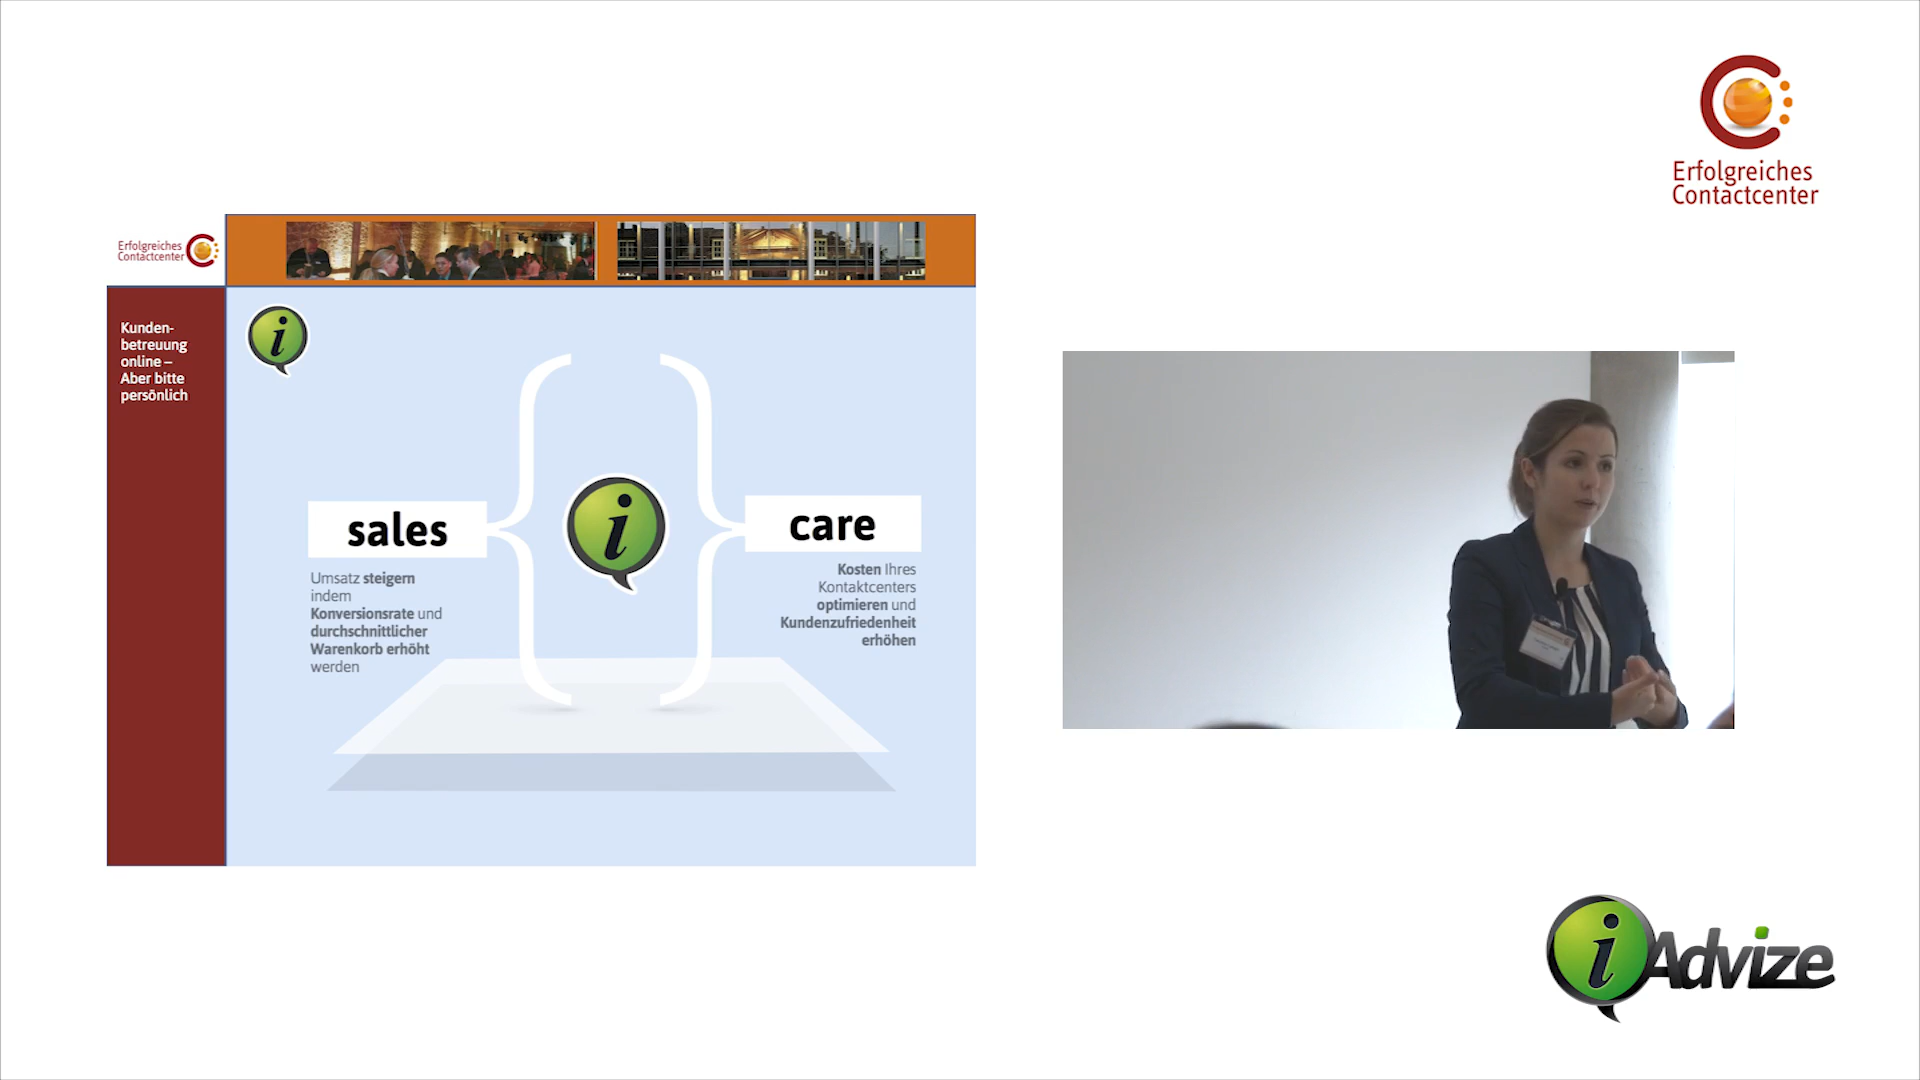 Erfolgreiches
Contactcenter
Erfolgreiches
Contactcenter
Kunden-
betreuung
online –
Aber bitte
persönlich
i
i
sales
Umsatz steigern
indem
Konversionsrate und
durchschnittlicher
Warenkorb erhöht
werden
care
Kosten Ihres
Kontaktcenters
optimieren und
Kundenzufriedenheit
erhöhen
iAdvize